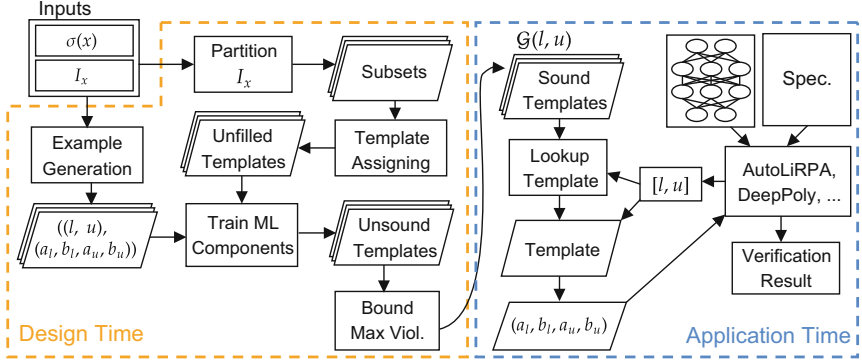 Inputs
σ(x)
I_x
Partition
I_x
Subsets
Example
Generation
Unfilled
Templates
Template
Assigning
((l, u),
(a_l, b_l, a_u, b_u))
Train ML
Components
Unsound
Templates
Bound
Max Viol.
Design Time
𝒢(l, u)
Sound
Templates
Spec.
Lookup
Template
[l, u]
AutoLiRPA,
DeepPoly, ...
Template
Verification
Result
(a_l, b_l, a_u, b_u)
Application Time